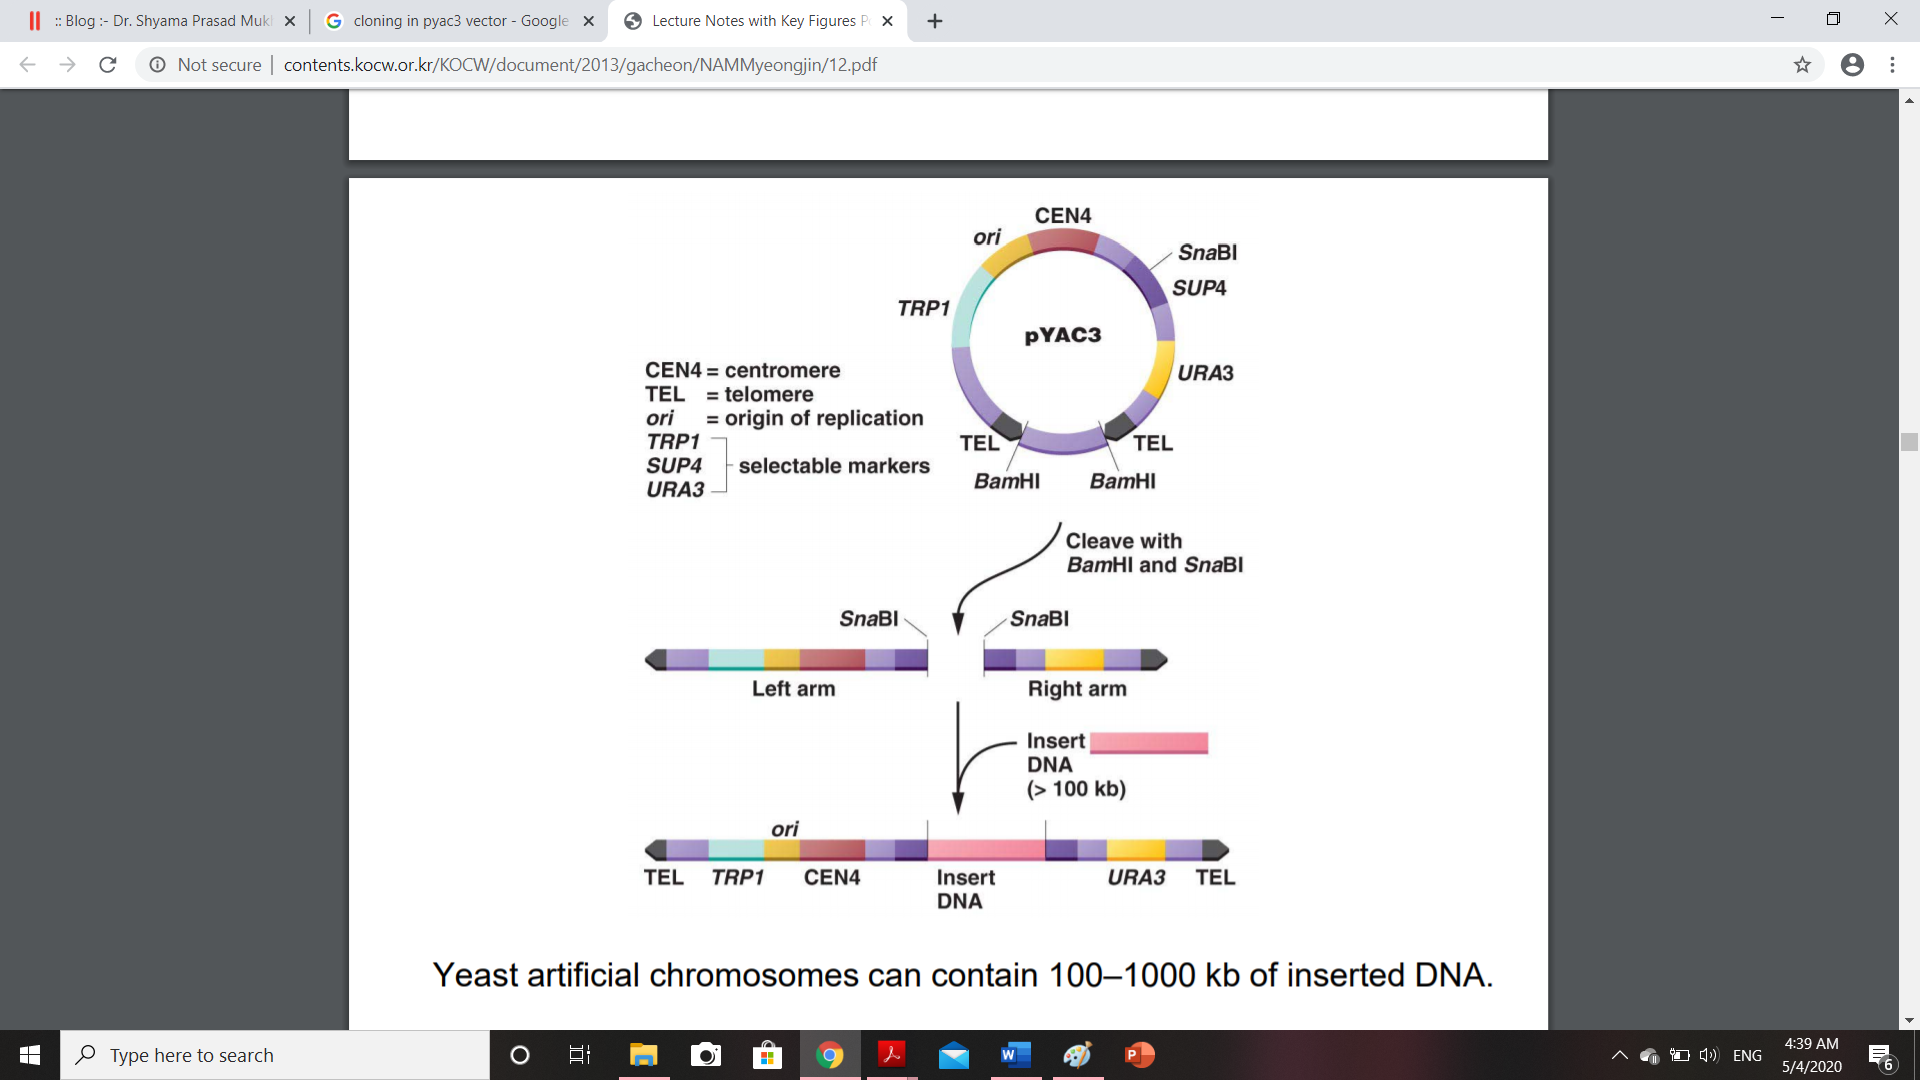 :: Blog :- Dr. Shyama Prasad Muk
cloning in pyac3 vector - Google
Lecture Notes with Key Figures P
Not secure
contents.kocw.or.kr/KOCW/document/2013/gacheon/NAMMyeongjin/12.pdf
CEN4
ori
SnaBI
SUP4
TRP1
pYAC3
URA3
CEN4 = centromere
TEL = telomere
ori = origin of replication
TRP1
SUP4
URA3
selectable markers
TEL
TEL
BamHI
BamHI
Cleave with
BamHI and SnaBI
SnaBI
SnaBI
Left arm
Right arm
Insert
DNA
(> 100 kb)
ori
TEL
TRP1
CEN4
Insert
DNA
URA3
TEL
Yeast artificial chromosomes can contain 100–1000 kb of inserted DNA.
Type here to search
ENG
4:39 AM
5/4/2020
6